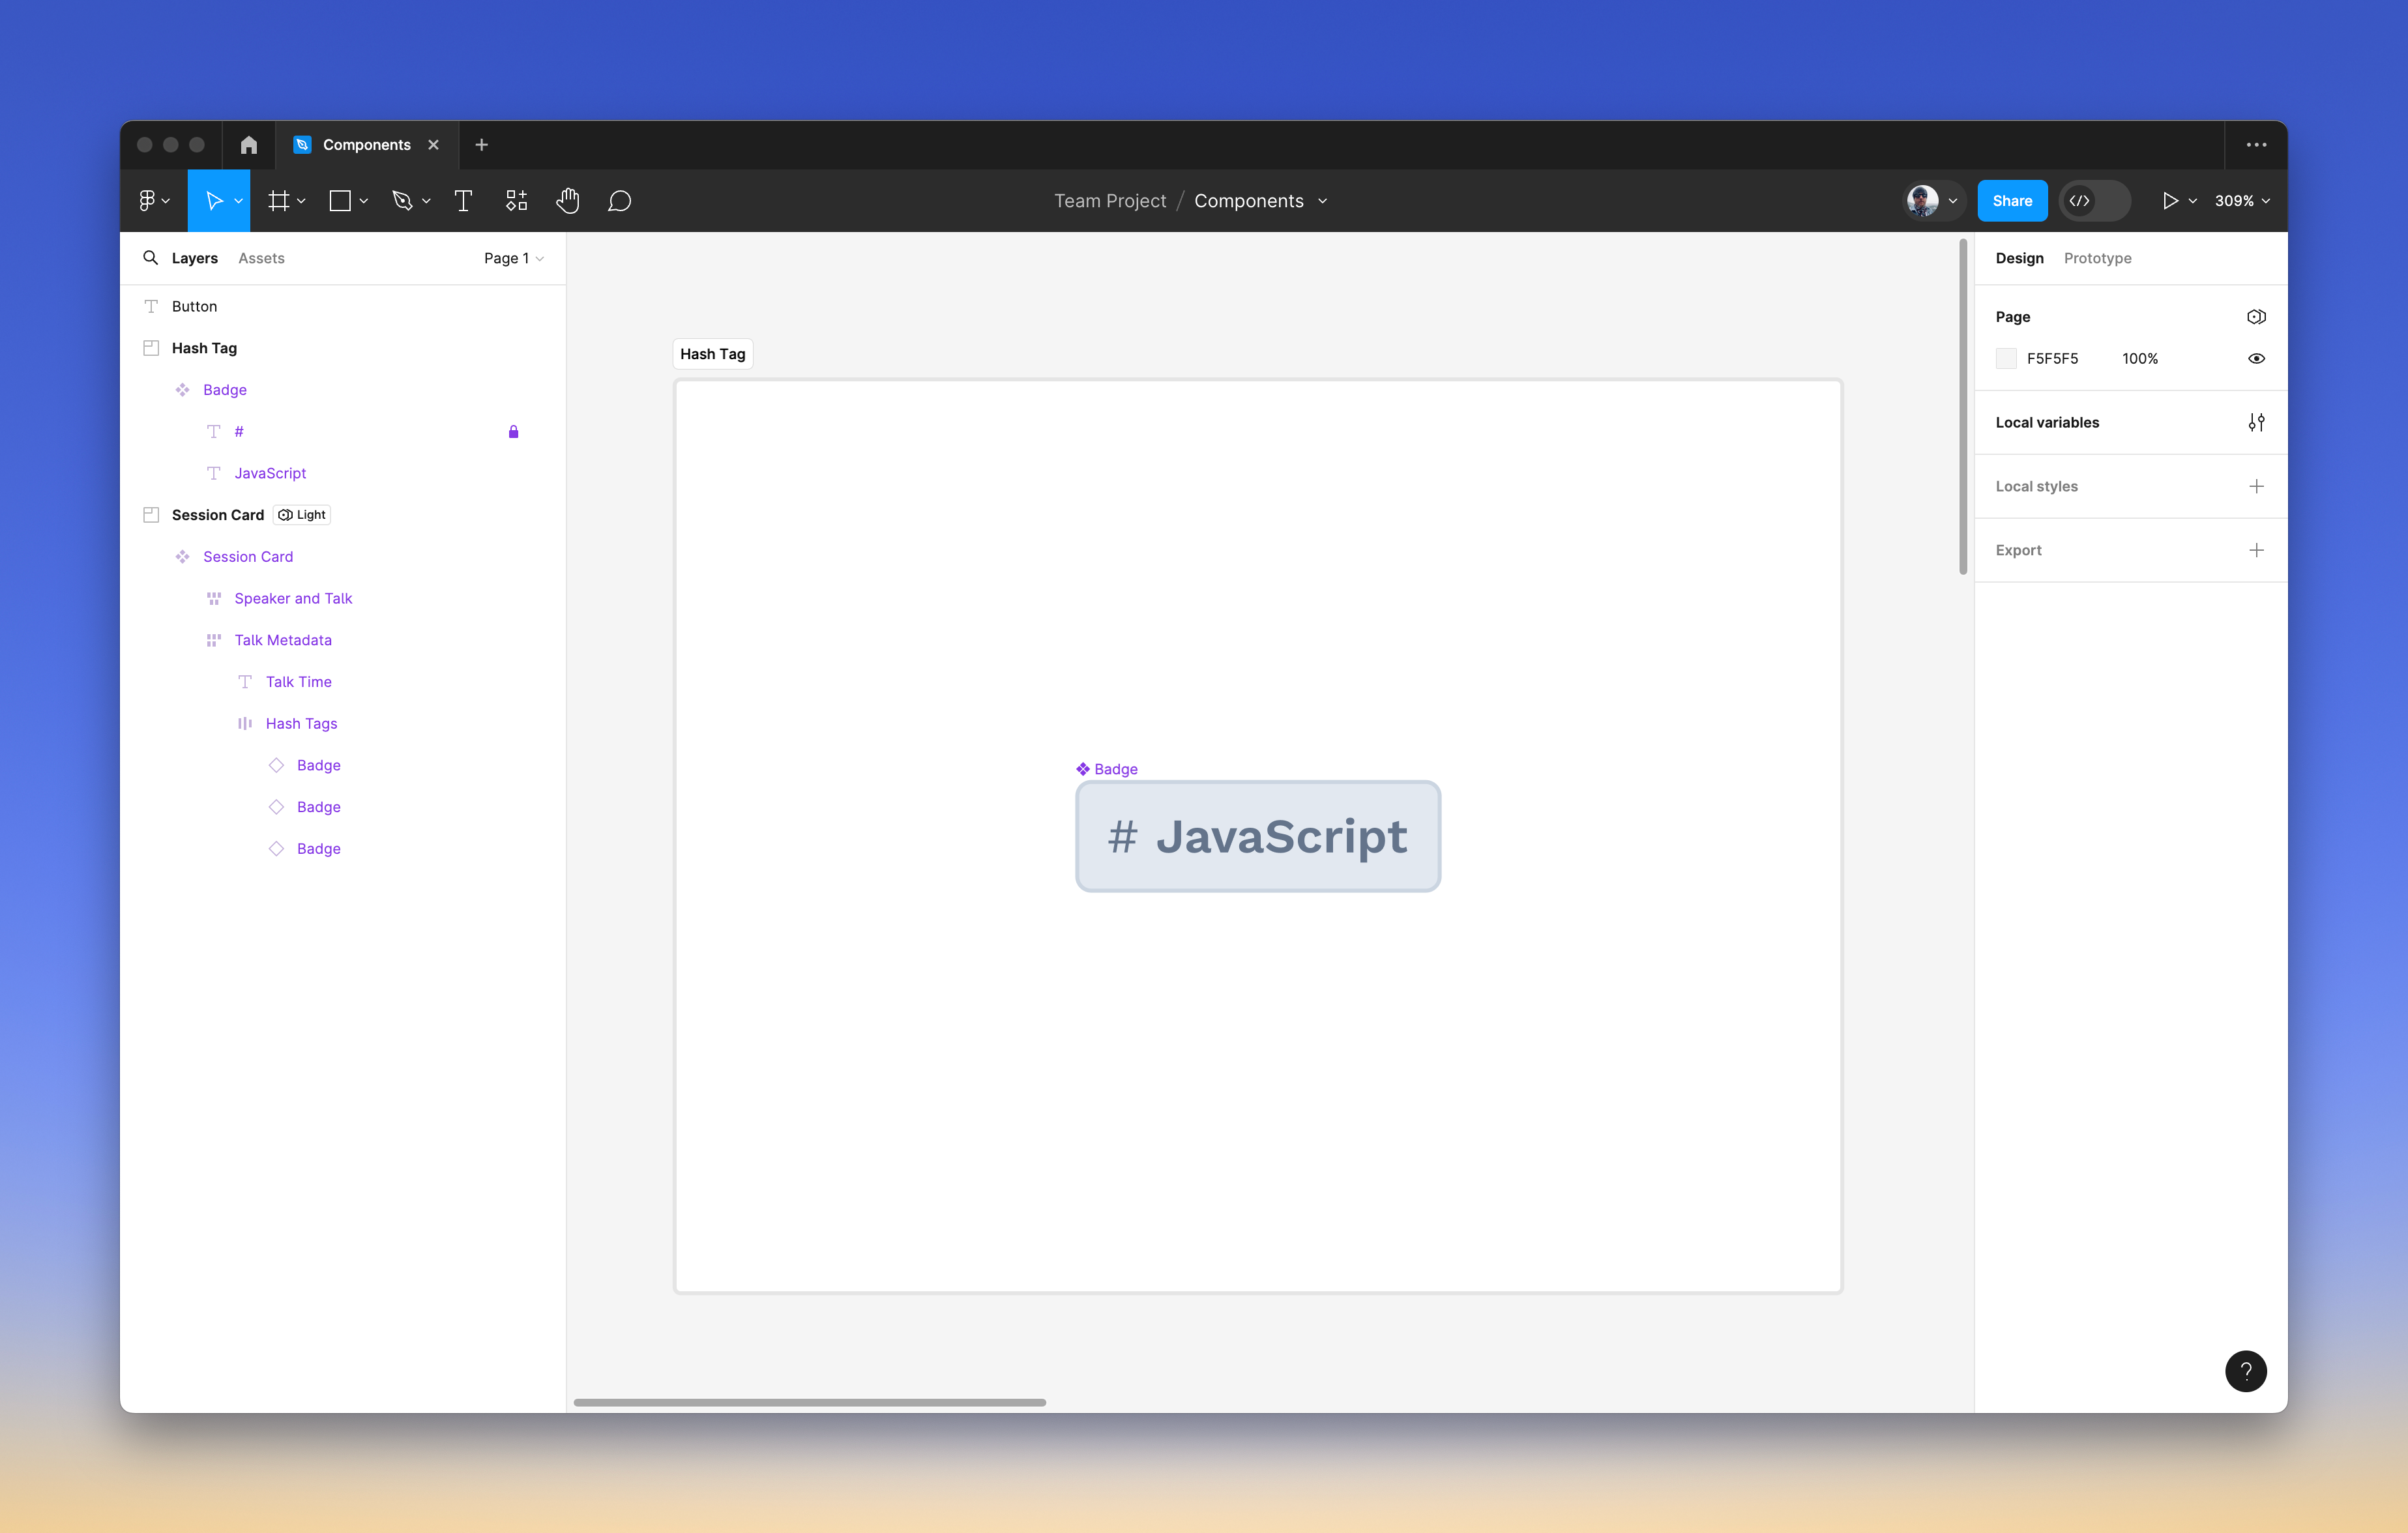 Components
Team Project / Components
Share
309%
Layers
Assets
Page 1
Button
Hash Tag
Badge
#
JavaScript
Session Card
Light
Session Card
Speaker and Talk
Talk Metadata
Talk Time
Hash Tags
Badge
Badge
Badge
Hash Tag
Badge
# JavaScript
Design
Prototype
Page
F5F5F5
100%
Local variables
Local styles
Export
?